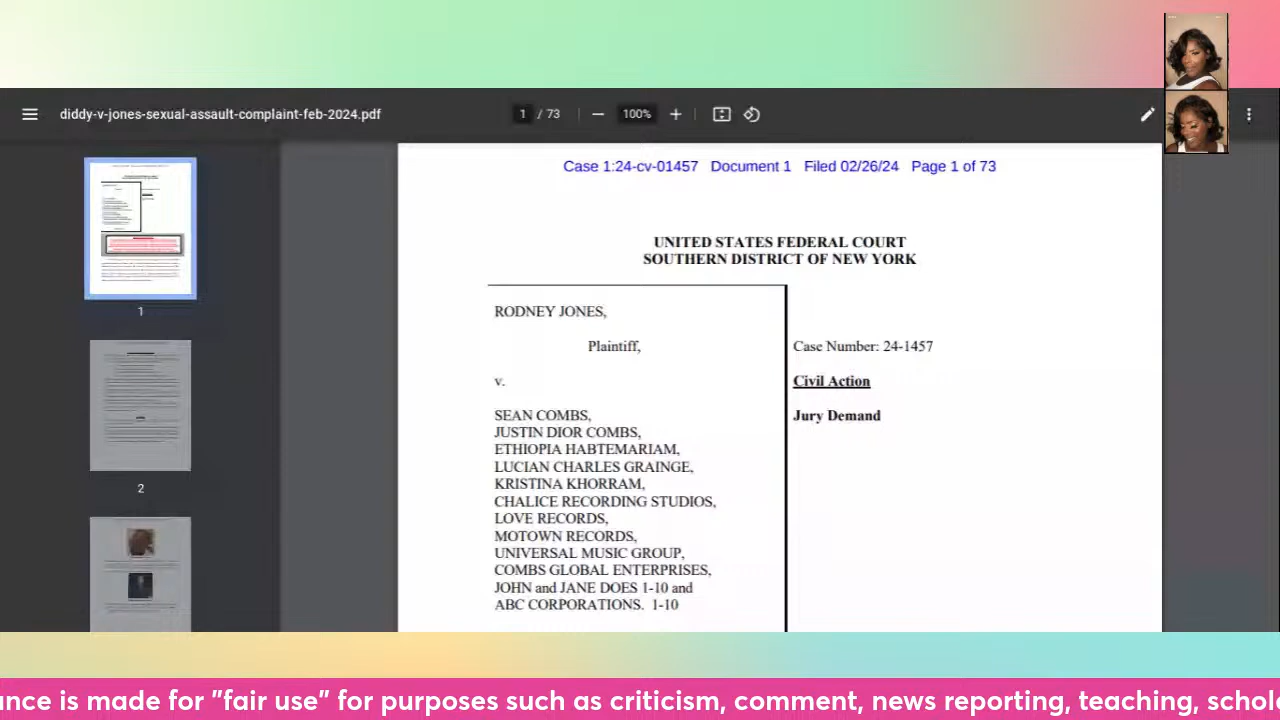 diddy-v-jones-sexual-assault-complaint-feb-2024.pdf
1 / 73
100%
Case 1:24-cv-01457 Document 1 Filed 02/26/24 Page 1 of 73
UNITED STATES FEDERAL COURT
SOUTHERN DISTRICT OF NEW YORK
RODNEY JONES,
Plaintiff,
v.
SEAN COMBS,
JUSTIN DIOR COMBS,
ETHIOPIA HABTEMARIAM,
LUCIAN CHARLES GRAINGE,
KRISTINA KHORRAM,
CHALICE RECORDING STUDIOS,
LOVE RECORDS,
MOTOWN RECORDS,
UNIVERSAL MUSIC GROUP,
COMBS GLOBAL ENTERPRISES,
JOHN and JANE DOES 1-10 and
ABC CORPORATIONS. 1-10
Case Number: 24-1457
Civil Action
Jury Demand
1
2
ance is made for "fair use" for purposes such as criticism, comment, news reporting, teaching, schol